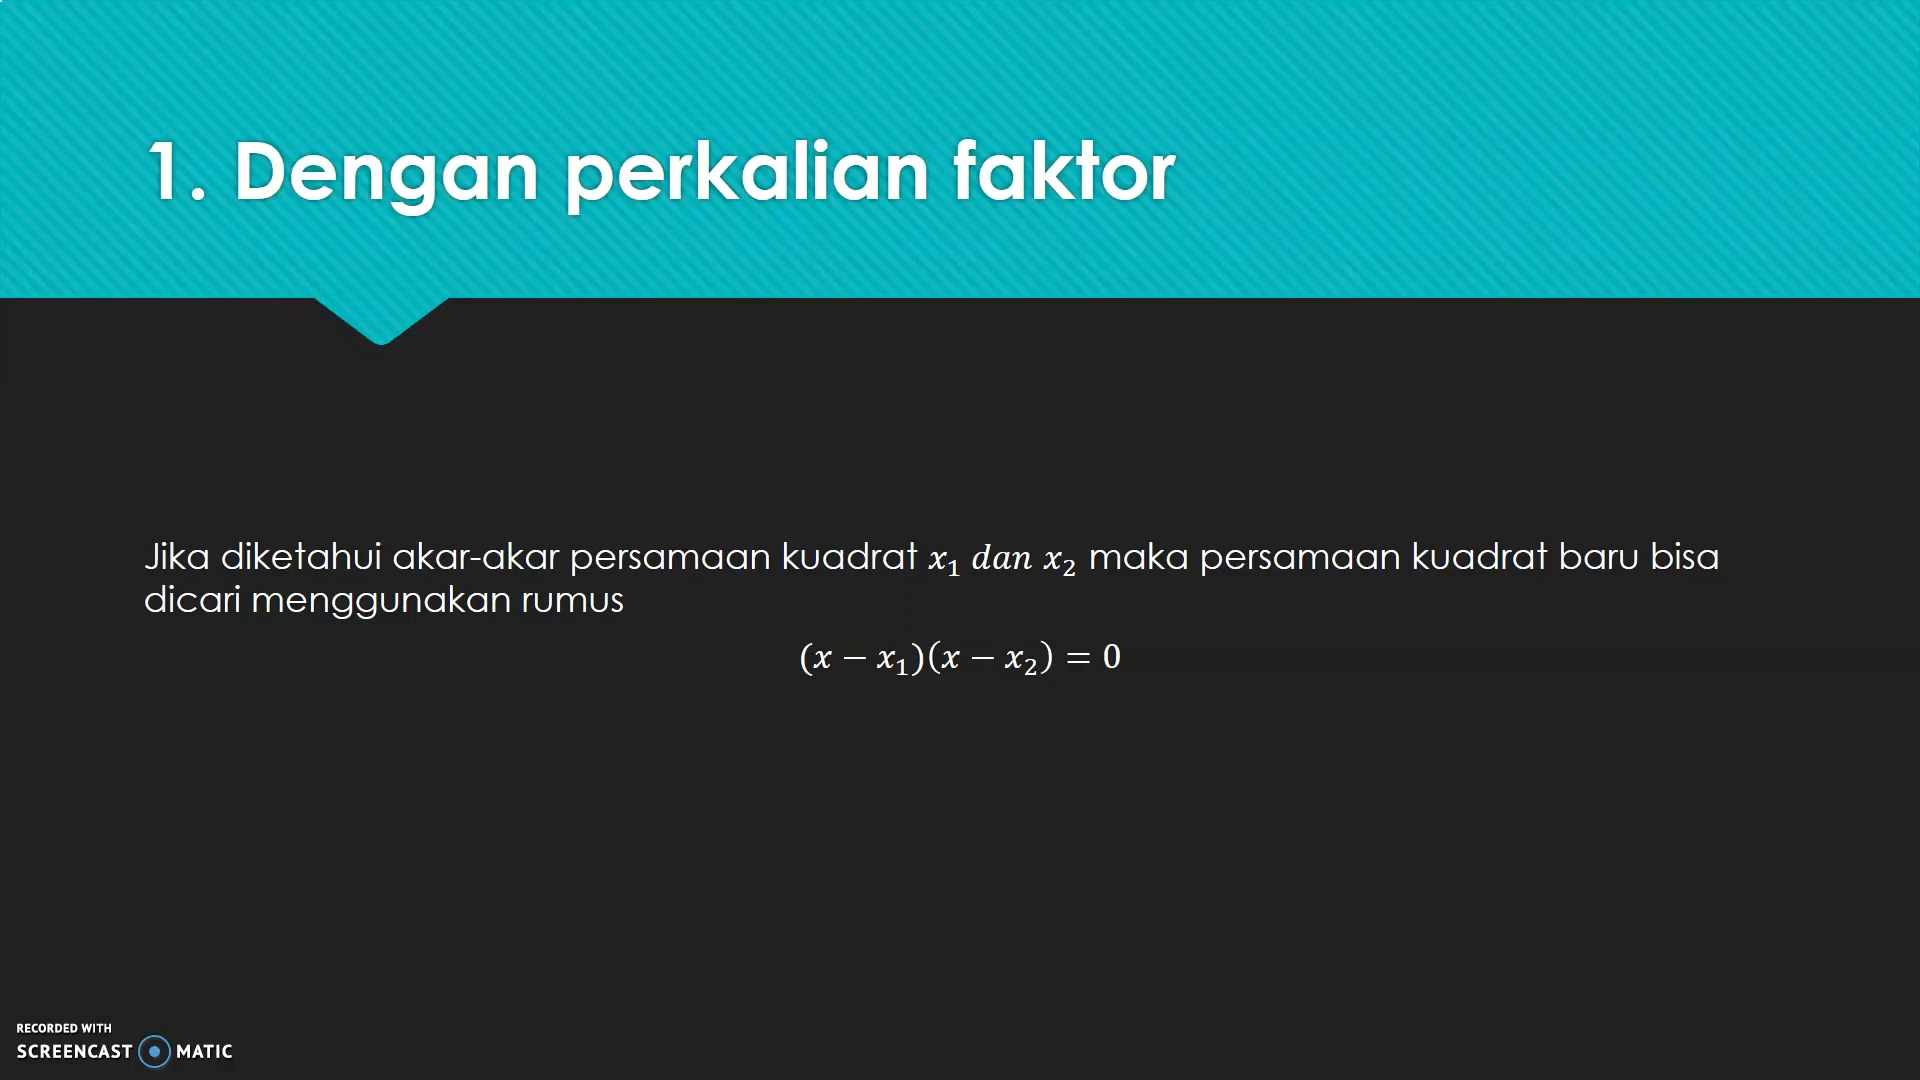 1. Dengan perkalian faktor
Jika diketahui akar-akar persamaan kuadrat x₁ dan x₂ maka persamaan kuadrat baru bisa
dicari menggunakan rumus
(x − x₁)(x − x₂) = 0
RECORDED WITH
SCREENCAST MATIC